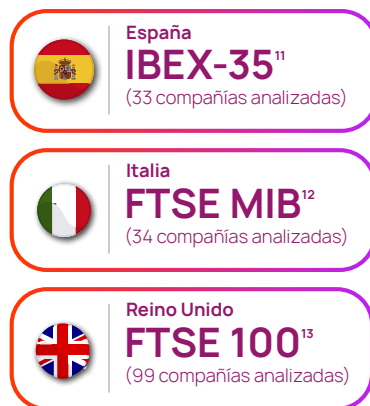 España
IBEX-35¹¹
(33 compañías analizadas)
Italia
FTSE MIB¹²
(34 compañías analizadas)
Reino Unido
FTSE 100¹³
(99 compañías analizadas)